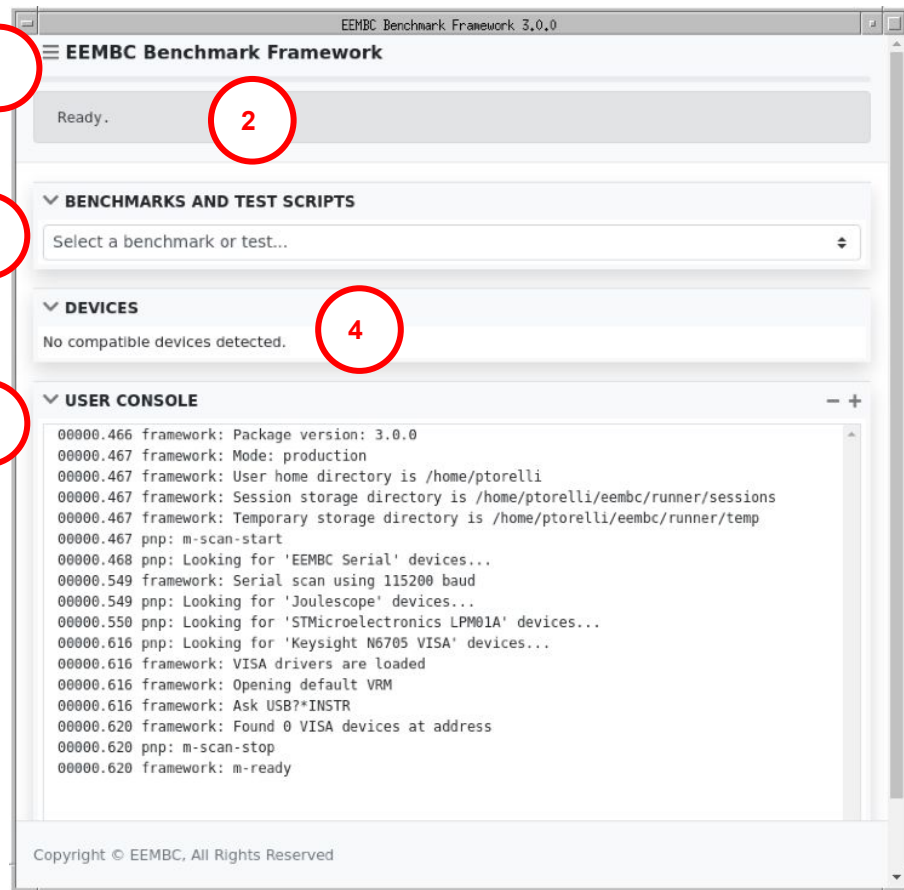 EEMBC Benchmark Framework 3.0.0
EEMBC Benchmark Framework
Ready.
2
BENCHMARKS AND TEST SCRIPTS
Select a benchmark or test...
DEVICES
4
No compatible devices detected.
USER CONSOLE
00000.466 framework: Package version: 3.0.0
00000.467 framework: Mode: production
00000.467 framework: User home directory is /home/ptorelli
00000.467 framework: Session storage directory is /home/ptorelli/eembc/runner/sessions
00000.467 framework: Temporary storage directory is /home/ptorelli/eembc/runner/temp
00000.467 pnp: m-scan-start
00000.468 pnp: Looking for 'EEMBC Serial' devices...
00000.549 framework: Serial scan using 115200 baud
00000.549 pnp: Looking for 'Joulescope' devices...
00000.550 pnp: Looking for 'STMicroelectronics LPM01A' devices...
00000.616 pnp: Looking for 'Keysight N6705 VISA' devices...
00000.616 framework: VISA drivers are loaded
00000.616 framework: Opening default VRM
00000.616 framework: Ask USB?*INSTR
00000.620 framework: Found 0 VISA devices at address
00000.620 pnp: m-scan-stop
00000.620 framework: m-ready
Copyright © EEMBC, All Rights Reserved